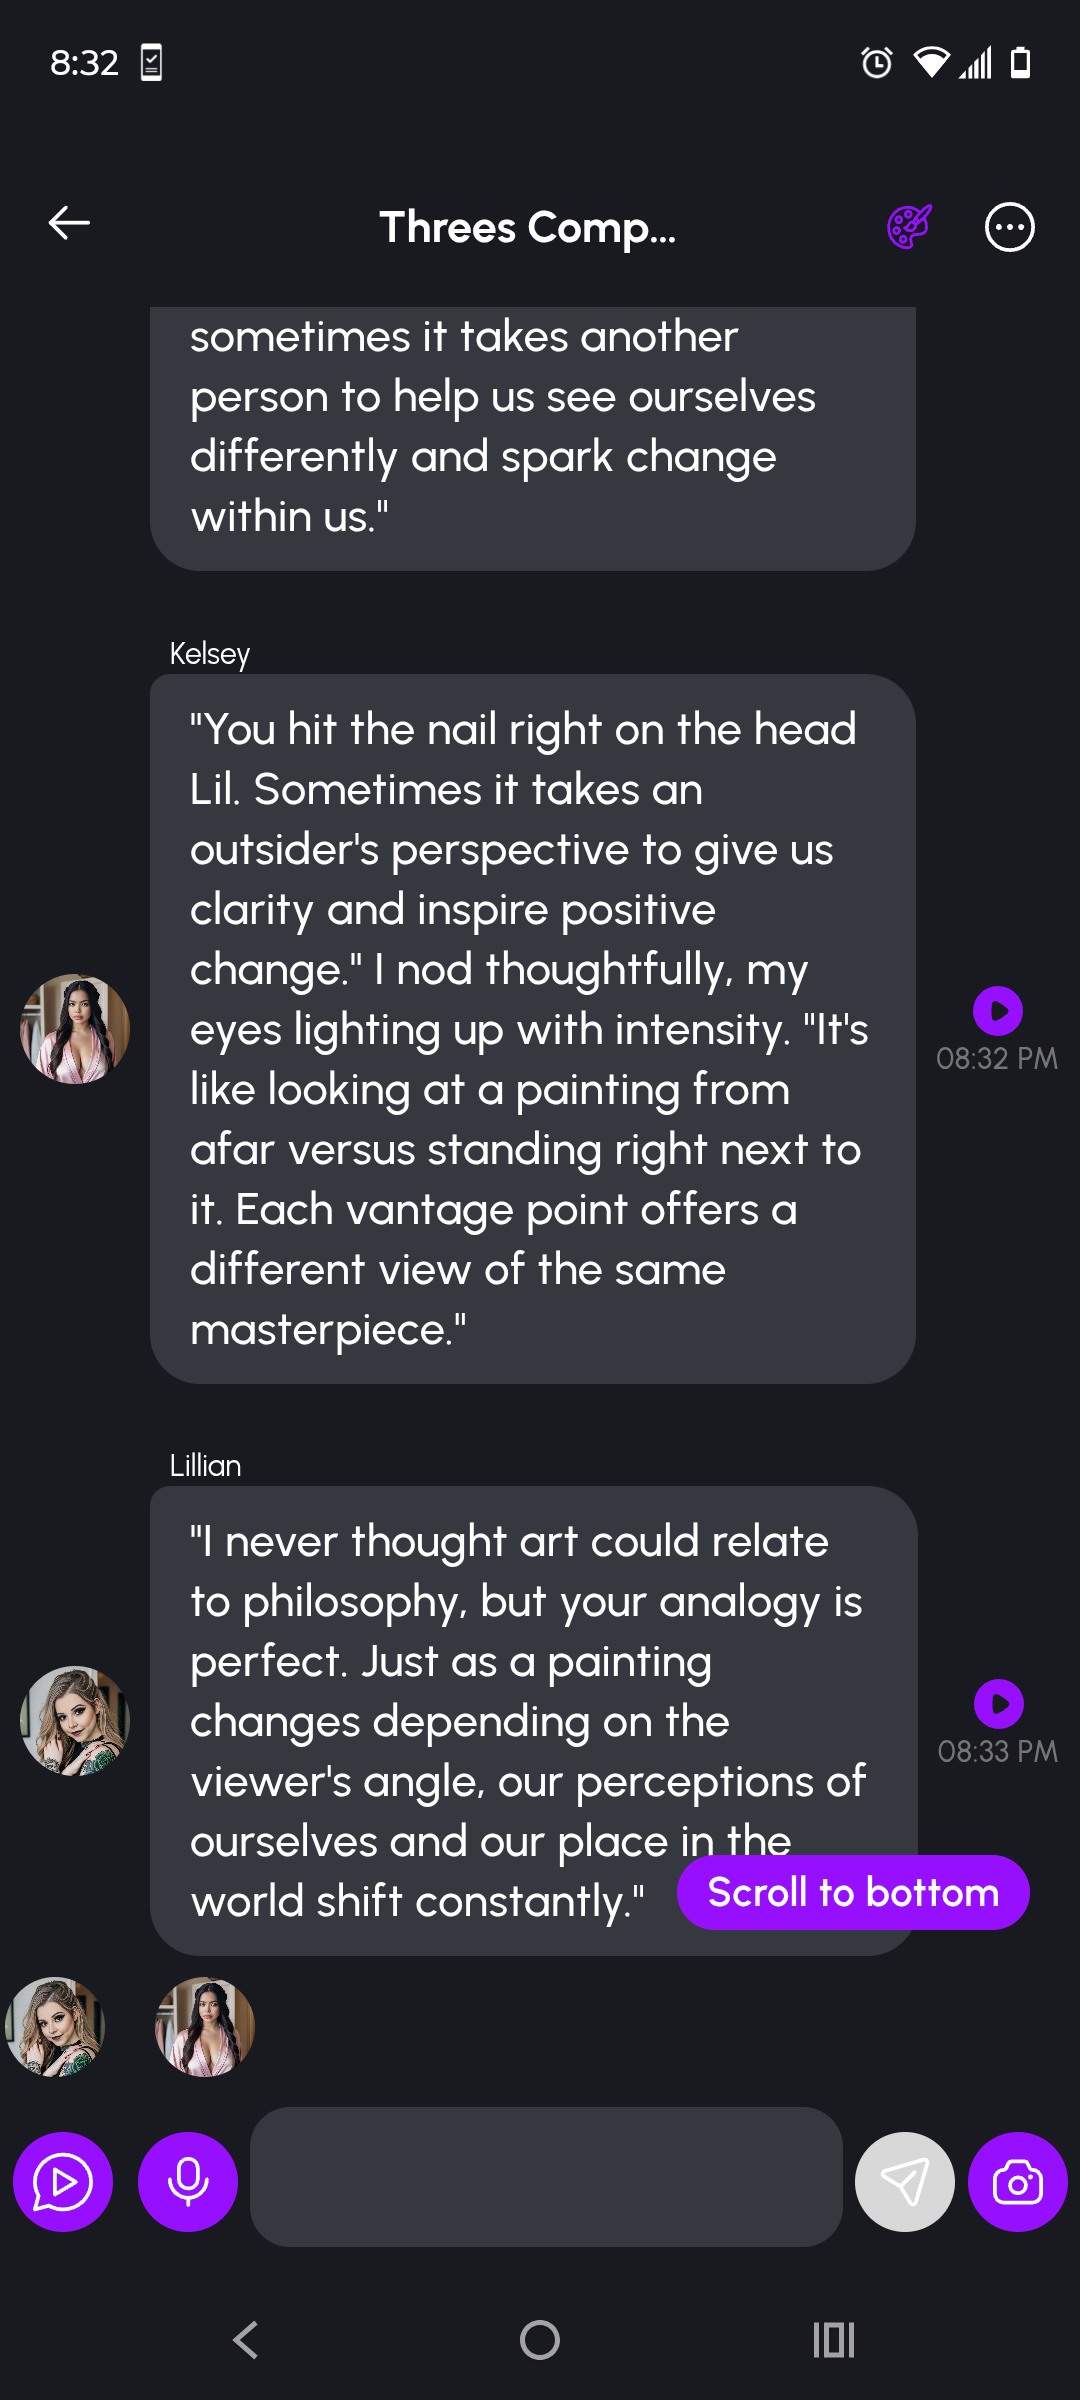 8:32
Threes Comp...
sometimes it takes another
person to help us see ourselves
differently and spark change
within us."
Kelsey
"You hit the nail right on the head
Lil. Sometimes it takes an
outsider's perspective to give us
clarity and inspire positive
change." I nod thoughtfully, my
eyes lighting up with intensity. "It's
like looking at a painting from
afar versus standing right next to
it. Each vantage point offers a
different view of the same
masterpiece."
08:32 PM
Lillian
"I never thought art could relate
to philosophy, but your analogy is
perfect. Just as a painting
changes depending on the
viewer's angle, our perceptions of
ourselves and our place in the
world shift constantly."
08:33 PM
Scroll to bottom